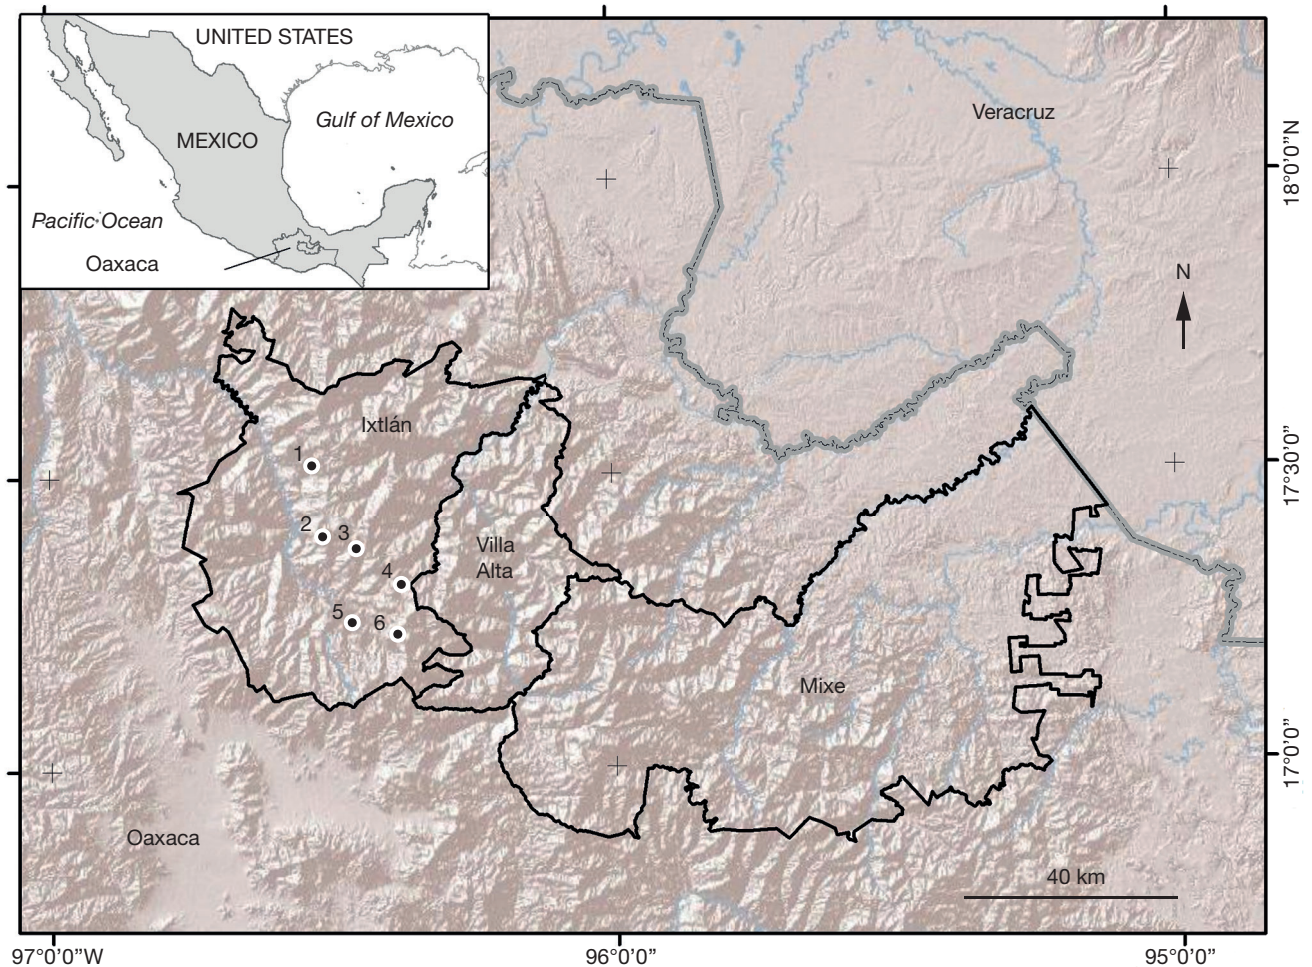 UNITED STATES
Gulf of Mexico
MEXICO
Pacific Ocean
Oaxaca
Veracruz
18°0'0"N
N
Ixtlán
1
17°30'0"
2
3
Villa
Alta
4
5
6
Mixe
17°0'0"
Oaxaca
40 km
97°0'0"W
96°0'0"
95°0'0"